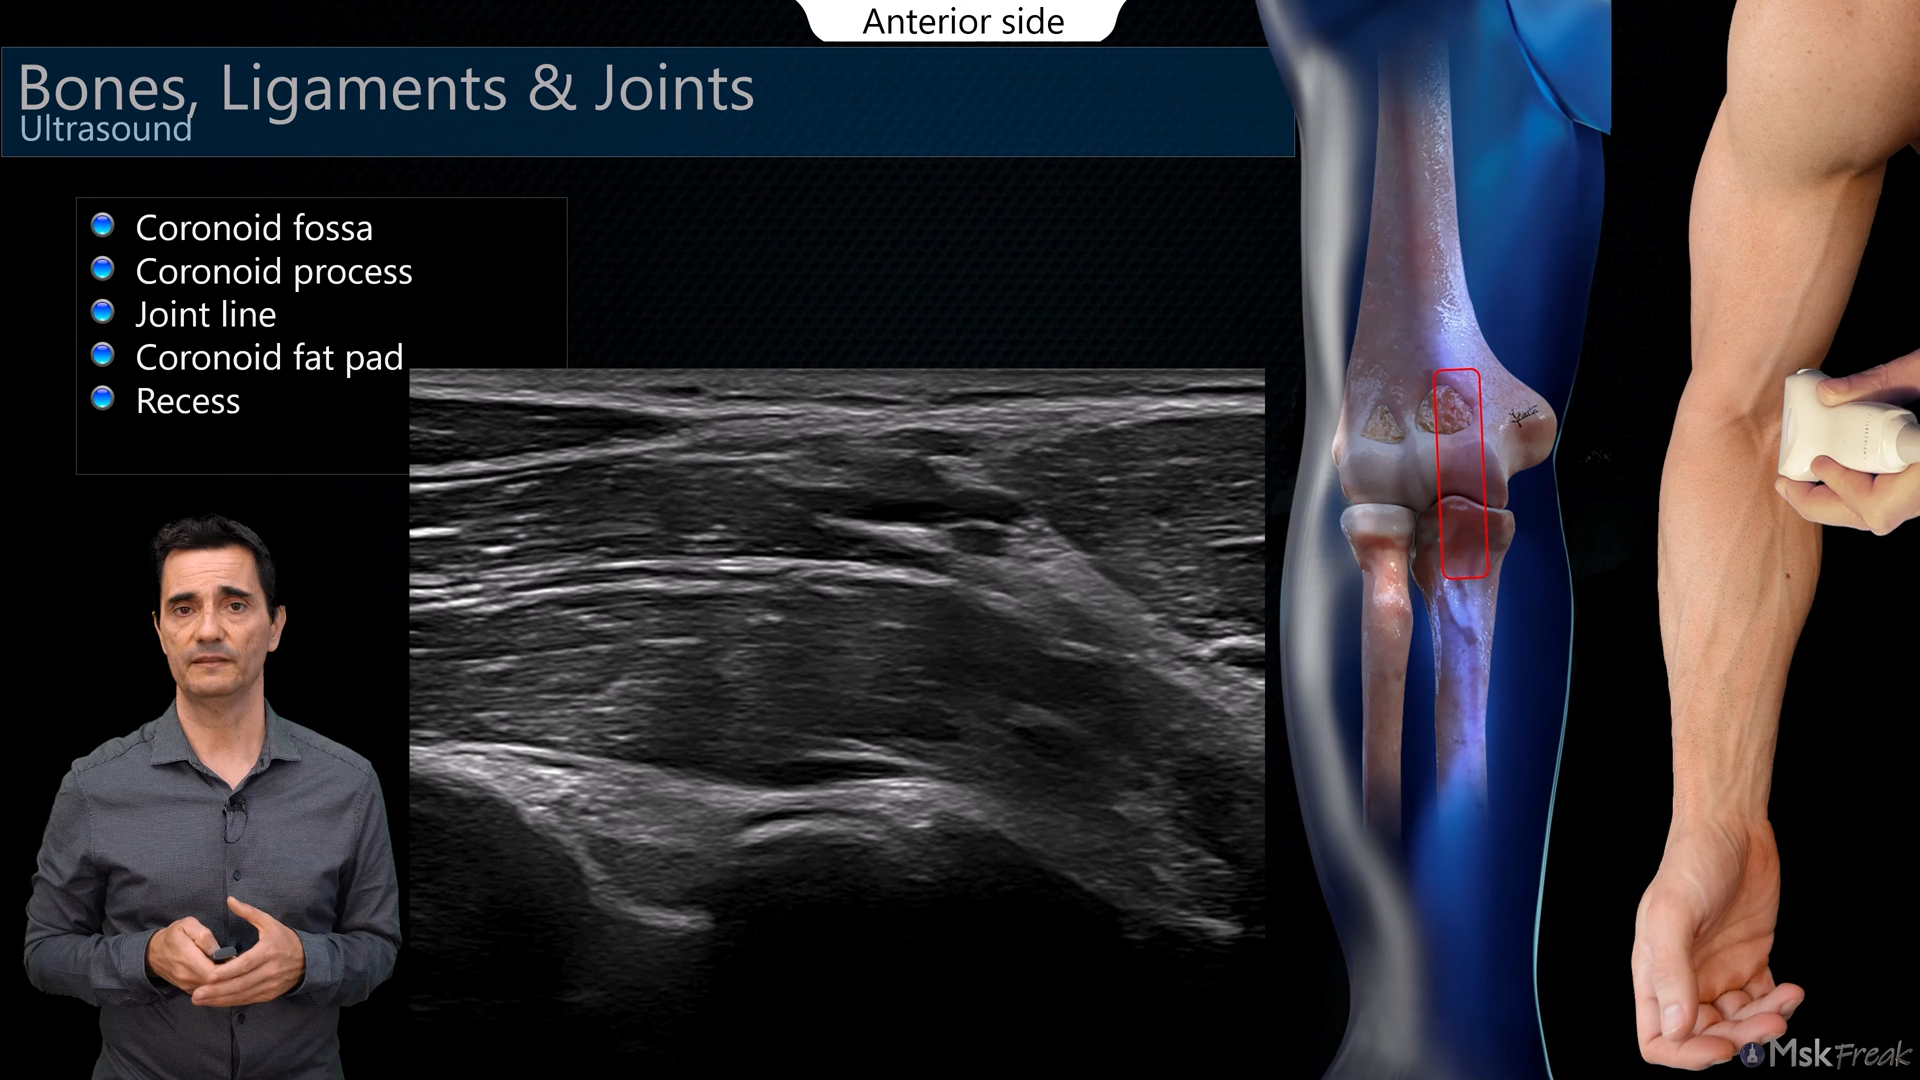 Anterior side
Bones, Ligaments & Joints
Ultrasound
Coronoid fossa
Coronoid process
Joint line
Coronoid fat pad
Recess
MskFreak